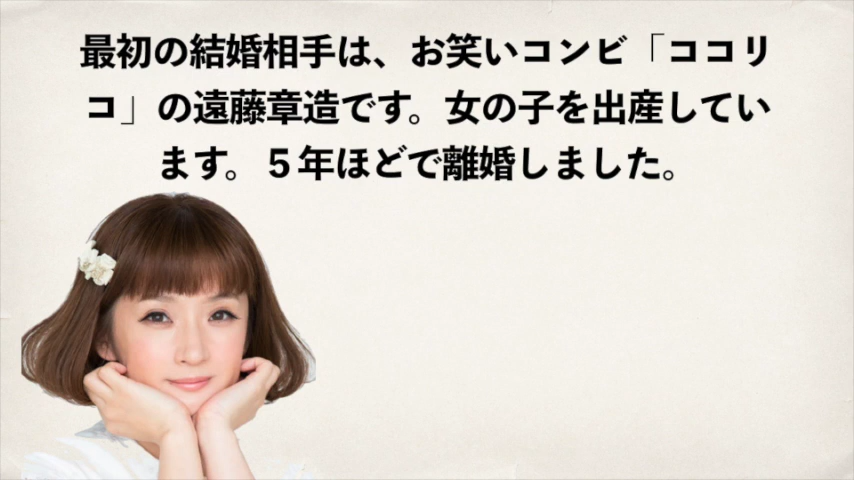 最初の結婚相手は、お笑いコンビ「ココリ
コ」の遠藤章造です。女の子を出産してい
ます。５年ほどで離婚しました。